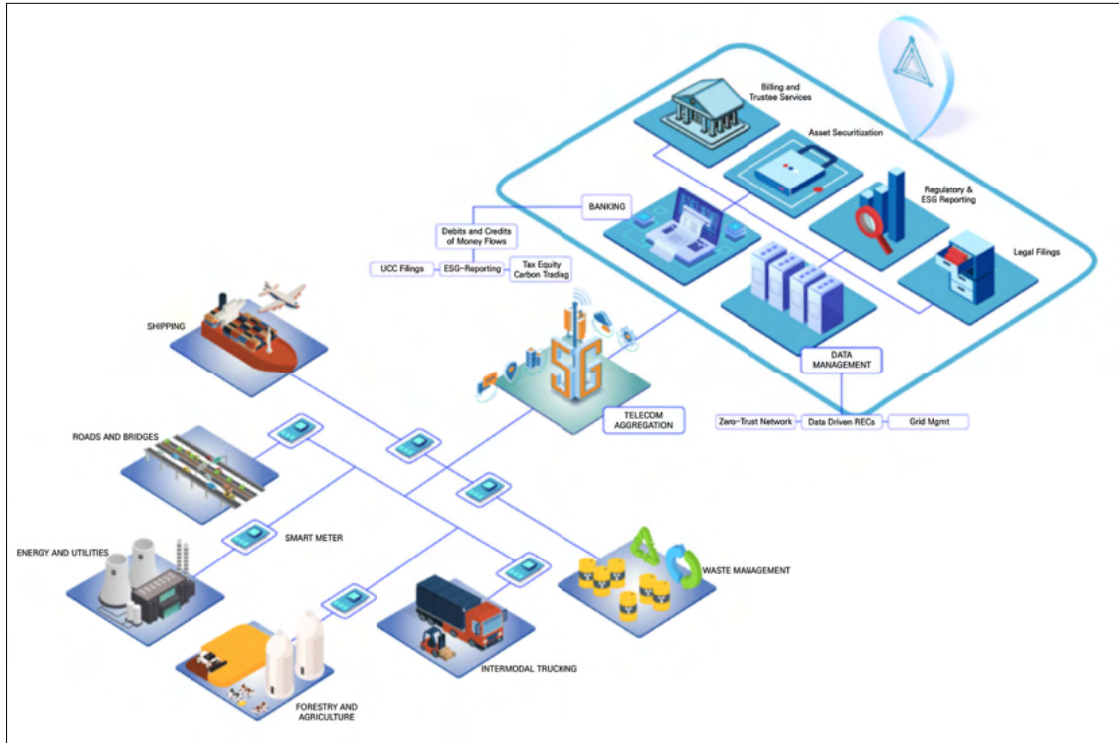 Billing and
Trustee Services
Asset Securitization
Regulatory &
ESG Reporting
Legal Filings
BANKING
Debits and Credits
of Money Flows
UCC Filings
ESG-Reporting
Tax Equity
Carbon Tradisg
SHIPPING
5G
DATA
MANAGEMENT
TELECOM
AGGREGATION
Zero-Trust Network
Data Driven RECs
Grid Mgmt
ROADS AND BRIDGES
SMART METER
ENERGY AND UTILITIES
WASTE MANAGEMENT
INTERMODAL TRUCKING
FORESTRY AND
AGRICULTURE